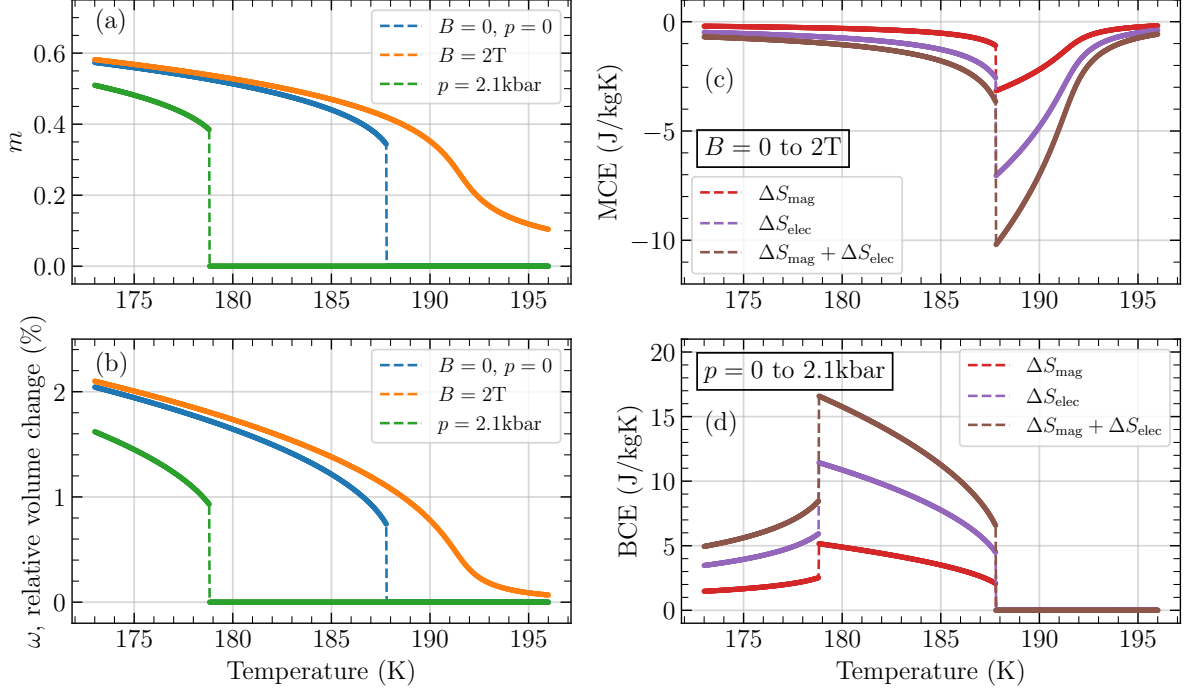 (a)
B = 0, p = 0
B = 2T
p = 2.1kbar
m
0.6
0.4
0.2
0.0
175
180
185
190
195
(b)
B = 0, p = 0
B = 2T
p = 2.1kbar
ω, relative volume change (%)
2
1
0
175
180
185
190
195
Temperature (K)
(c)
B = 0 to 2T
ΔS_mag
ΔS_elec
ΔS_mag + ΔS_elec
MCE (J/kgK)
0
−5
−10
175
180
185
190
195
p = 0 to 2.1kbar
(d)
ΔS_mag
ΔS_elec
ΔS_mag + ΔS_elec
BCE (J/kgK)
20
15
10
5
0
175
180
185
190
195
Temperature (K)